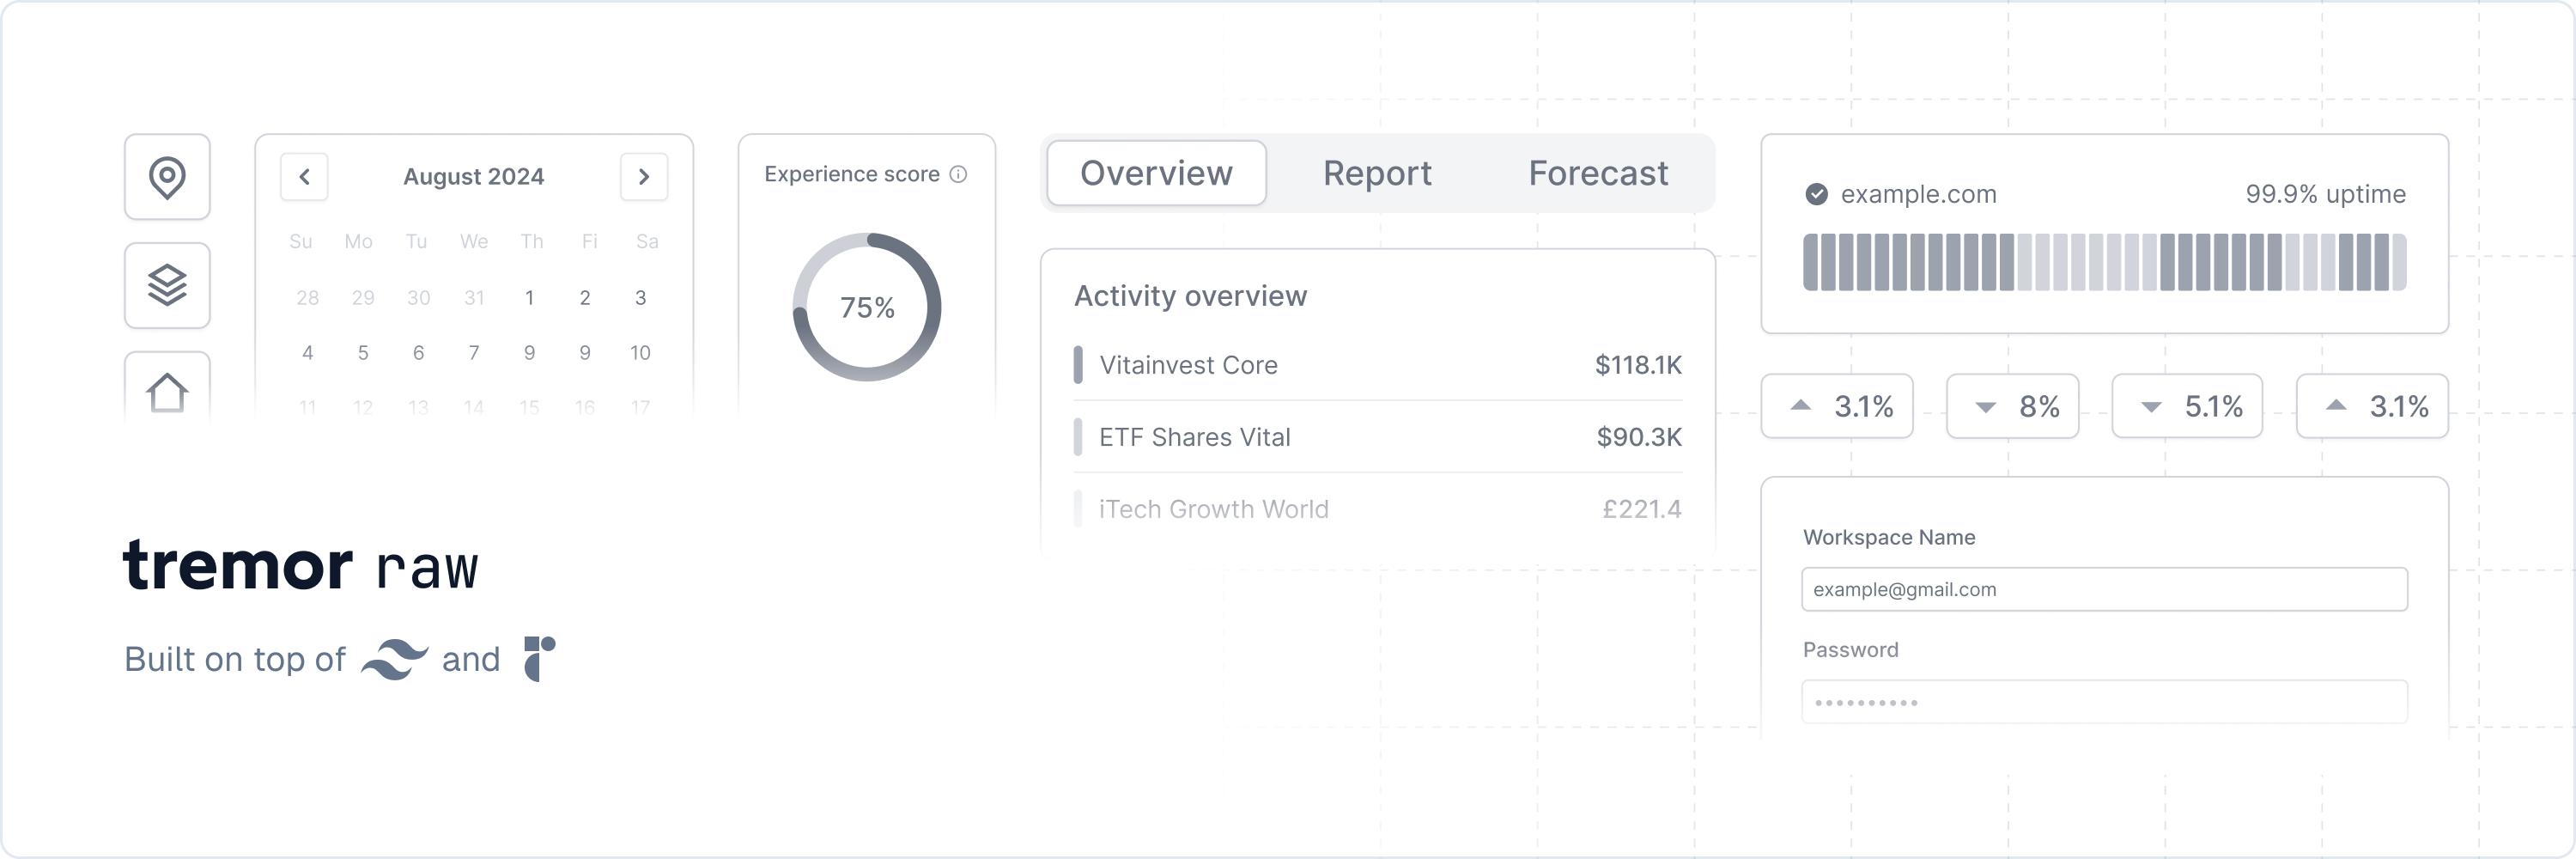 August 2024
Su Mo Tu We Th Fi Sa
28 29 30 31 1 2 3
4 5 6 7 9 9 10
11 12 13 14 15 16 17
Experience score
75%
Overview Report Forecast
Activity overview
Vitainvest Core $118.1K
ETF Shares Vital $90.3K
iTech Growth World £221.4
example.com 99.9% uptime
3.1% 8% 5.1% 3.1%
Workspace Name
example@gmail.com
Password
••••••••••
tremor raw
Built on top of and